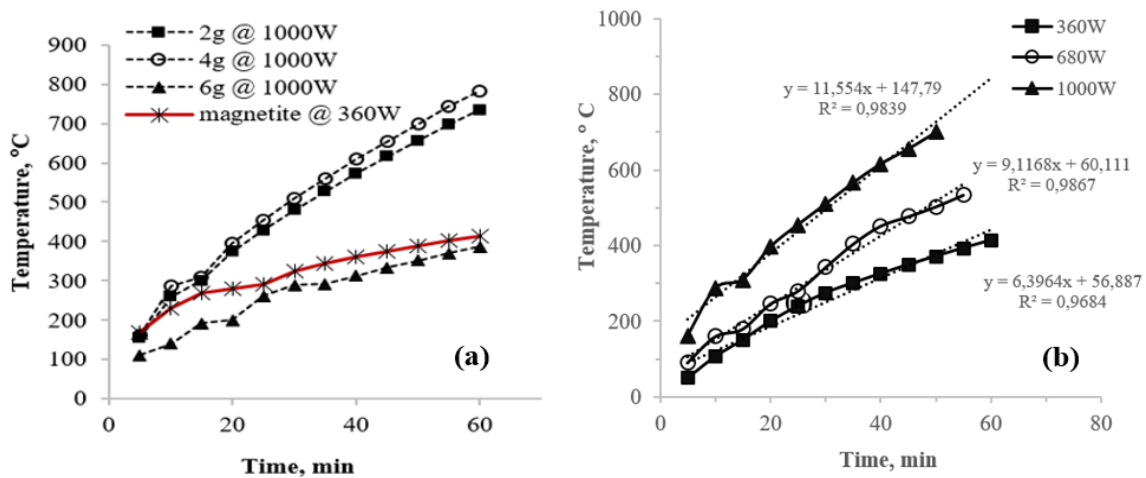 2g @ 1000W
4g @ 1000W
6g @ 1000W
magnetite @ 360W
900
800
700
600
500
400
300
200
100
0
Temperature, °C
0
20
40
60
Time, min
(a)
360W
680W
1000W
1000
800
600
400
200
0
Temperature, ° C
y = 11,554x + 147,79
R² = 0,9839
y = 9,1168x + 60,111
R² = 0,9867
y = 6,3964x + 56,887
R² = 0,9684
0
20
40
60
80
Time, min
(b)